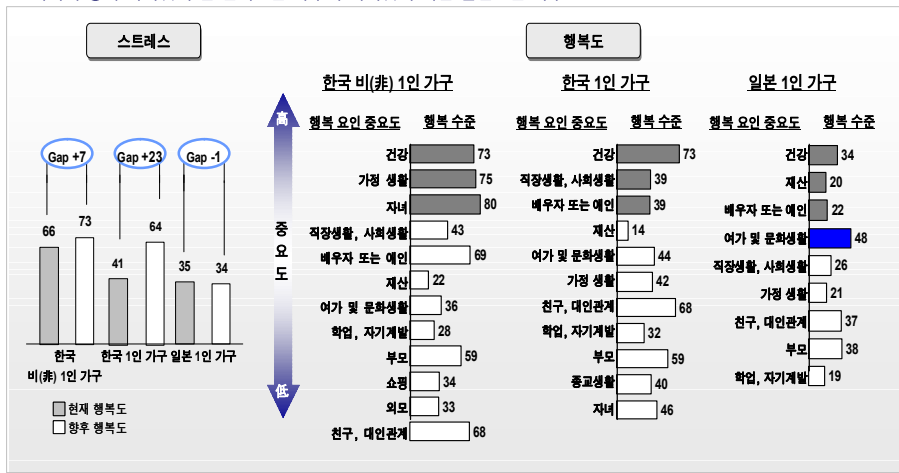 스트레스
행복도
한국 비(非) 1인 가구
한국 1인 가구
일본 1인 가구
高
중
요
도
低
Gap +7
Gap +23
Gap -1
66
73
41
64
35
34
한국
비(非) 1인 가구
한국 1인 가구
일본 1인 가구
현재 행복도
향후 행복도
행복 요인 중요도 행복 수준
건강 73
가정 생활 75
자녀 80
직장생활, 사회생활 43
배우자 또는 애인 69
재산 22
여가 및 문화생활 36
학업, 자기계발 28
부모 59
쇼핑 34
외모 33
친구, 대인관계 68
행복 요인 중요도 행복 수준
건강 73
직장생활, 사회생활 39
배우자 또는 애인 39
재산 14
여가 및 문화생활 44
가정 생활 42
친구, 대인관계 68
학업, 자기계발 32
부모 59
종교생활 40
자녀 46
행복 요인 중요도 행복 수준
건강 34
재산 20
배우자 또는 애인 22
여가 및 문화생활 48
직장생활, 사회생활 26
가정 생활 21
친구, 대인관계 37
부모 38
학업, 자기계발 19